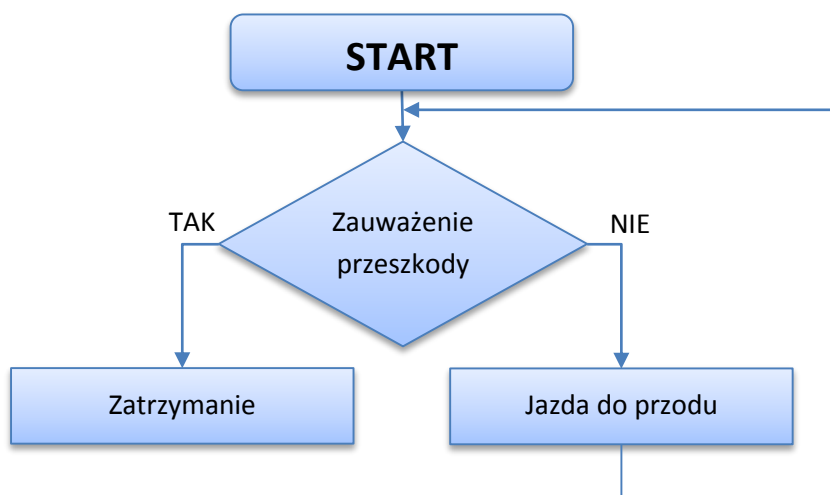 START
TAK
Zauważenie
przeszkody
NIE
Zatrzymanie
Jazda do przodu